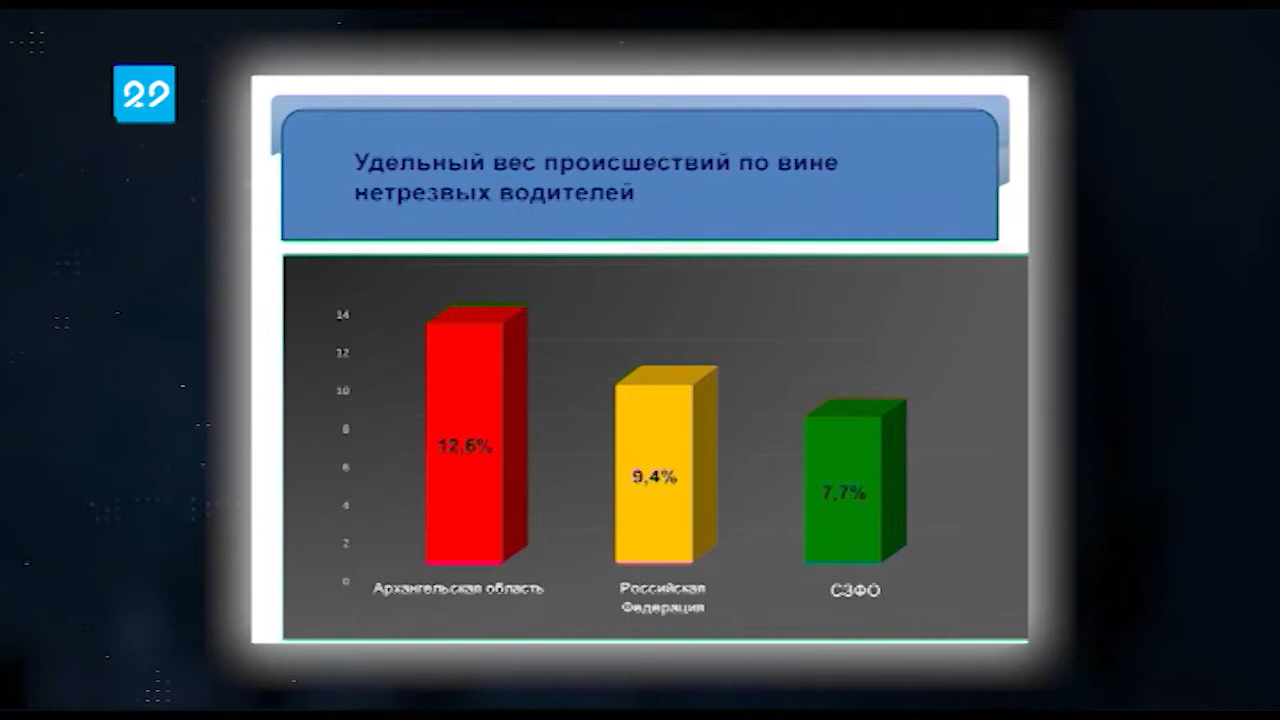 29
Удельный вес происшествий по вине
нетрезвых водителей
14
12
10
8
6
4
2
0
12,6%
9,4%
7,7%
Архангельская область
Российская
Федерация
СЗФО